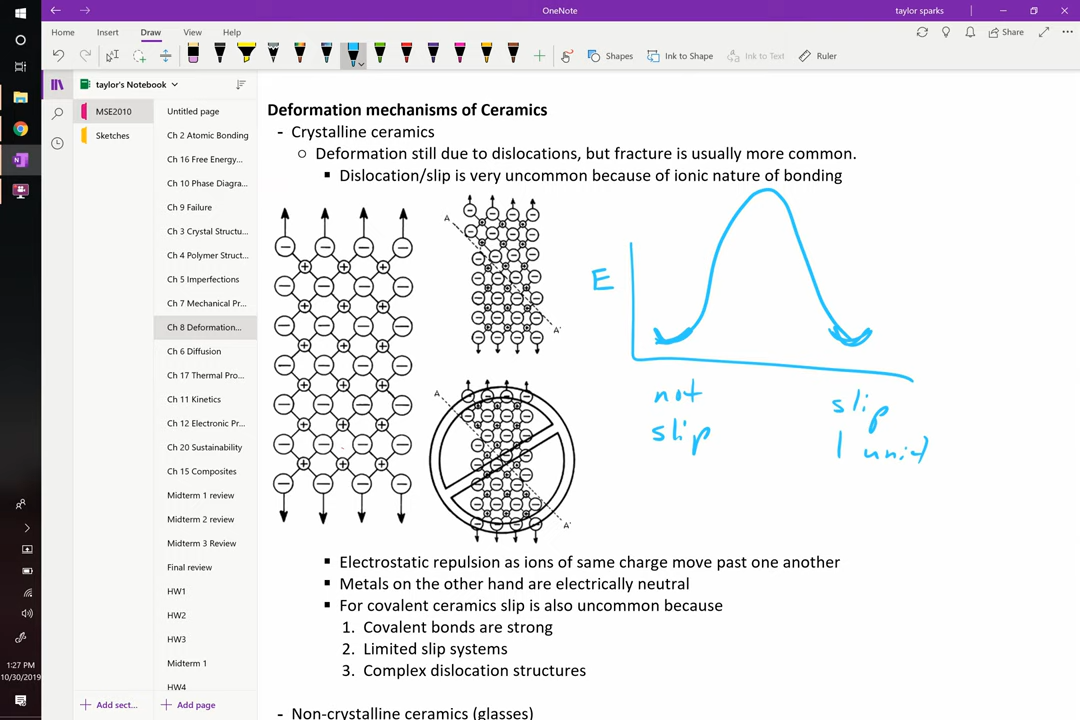 OneNote
taylor sparks
Home Insert Draw View Help
Share
Shapes Ink to Shape Ink to Text Ruler
taylor's Notebook
MSE2010
Sketches
Untitled page
Ch 2 Atomic Bonding
Ch 16 Free Energy...
Ch 10 Phase Diagra...
Ch 9 Failure
Ch 3 Crystal Structu...
Ch 4 Polymer Struct...
Ch 5 Imperfections
Ch 7 Mechanical Pr...
Ch 8 Deformation...
Ch 6 Diffusion
Ch 17 Thermal Pro...
Ch 11 Kinetics
Ch 12 Electronic Pr...
Ch 20 Sustainability
Ch 15 Composites
Midterm 1 review
Midterm 2 review
Midterm 3 Review
Final review
HW1
HW2
HW3
Midterm 1
HW4
Add sect...
Add page
1:27 PM
10/30/2019
Deformation mechanisms of Ceramics
- Crystalline ceramics
○ Deformation still due to dislocations, but fracture is usually more common.
▪ Dislocation/slip is very uncommon because of ionic nature of bonding
A
A'
A
A'
E
not
slip
slip
1 unit
▪ Electrostatic repulsion as ions of same charge move past one another
▪ Metals on the other hand are electrically neutral
▪ For covalent ceramics slip is also uncommon because
1. Covalent bonds are strong
2. Limited slip systems
3. Complex dislocation structures
- Non-crystalline ceramics (glasses)